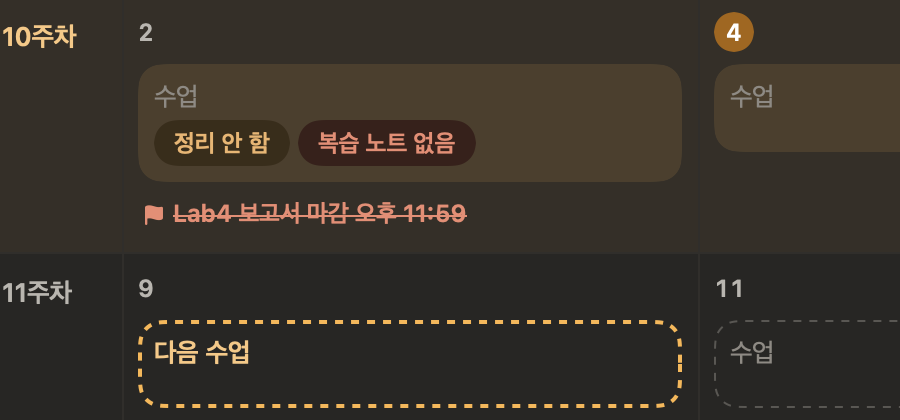 10주차
2
4
수업
수업
정리 안 함
복습 노트 없음
Lab4 보고서 마감 오후 11:59
11주차
9
11
다음 수업
수업